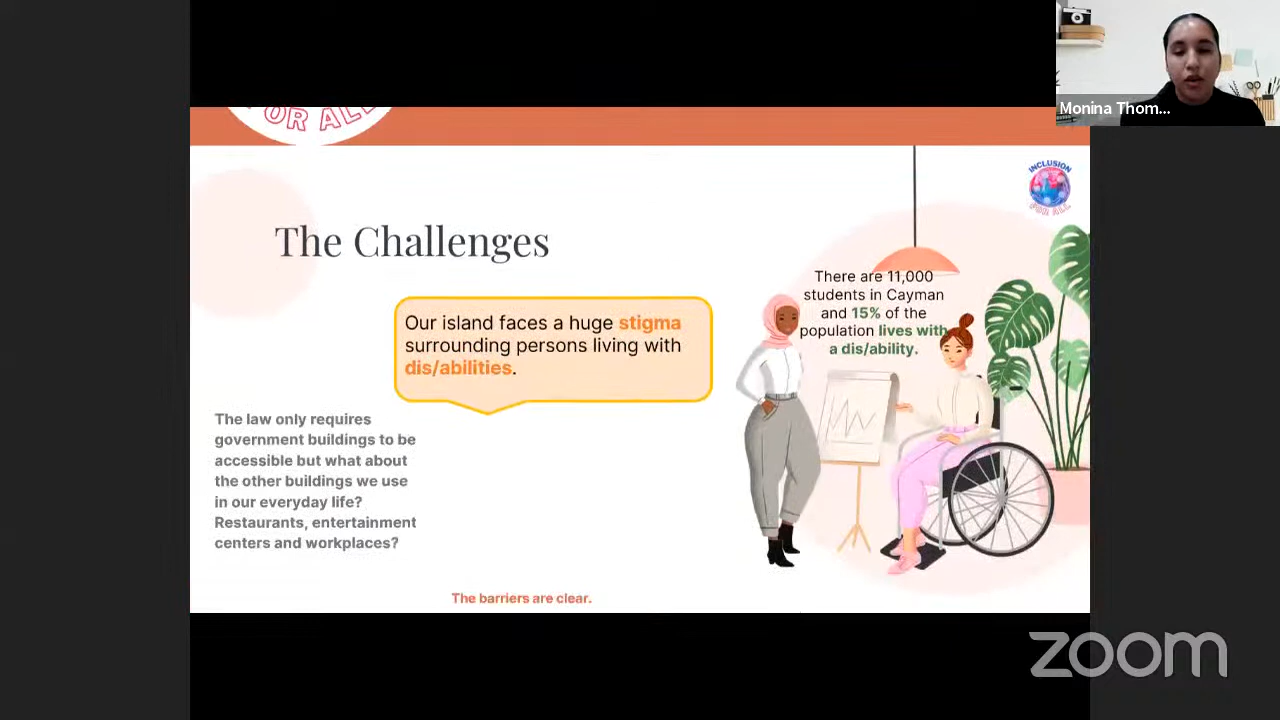 OR ALL
Monina Thom...
INCLUSION
FOR ALL
The Challenges
There are 11,000
students in Cayman
and 15% of the
population lives with
a dis/ability.
Our island faces a huge stigma
surrounding persons living with
dis/abilities.
The law only requires
government buildings to be
accessible but what about
the other buildings we use
in our everyday life?
Restaurants, entertainment
centers and workplaces?
The barriers are clear.
zoom